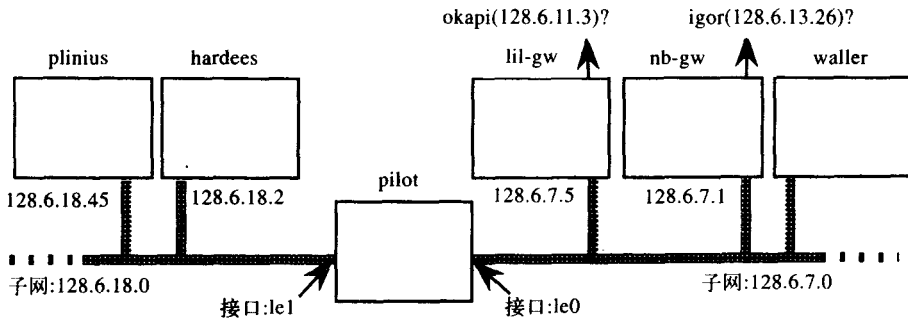 okapi(128.6.11.3)?
igor(128.6.13.26)?
plinius
hardees
lil-gw
nb-gw
waller
128.6.18.45
128.6.18.2
pilot
128.6.7.5
128.6.7.1
子网:128.6.18.0
接口:le1
接口:le0
子网:128.6.7.0